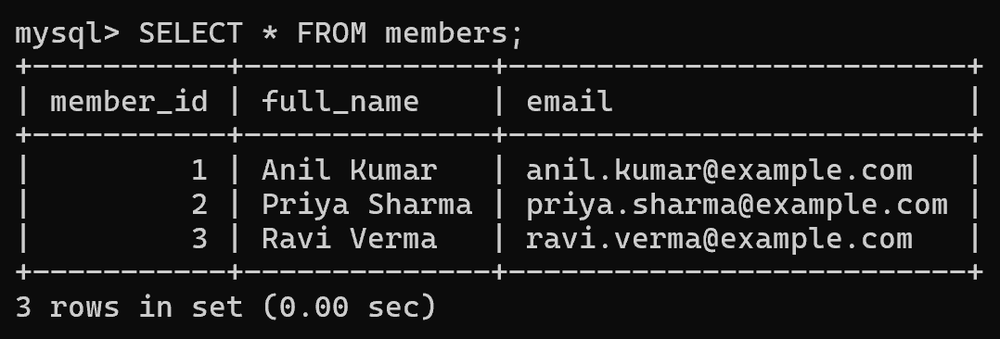 mysql> SELECT * FROM members;
+-----------+--------------+--------------------------+
| member_id | full_name    | email                    |
+-----------+--------------+--------------------------+
|         1 | Anil Kumar   | anil.kumar@example.com   |
|         2 | Priya Sharma | priya.sharma@example.com |
|         3 | Ravi Verma   | ravi.verma@example.com   |
+-----------+--------------+--------------------------+
3 rows in set (0.00 sec)